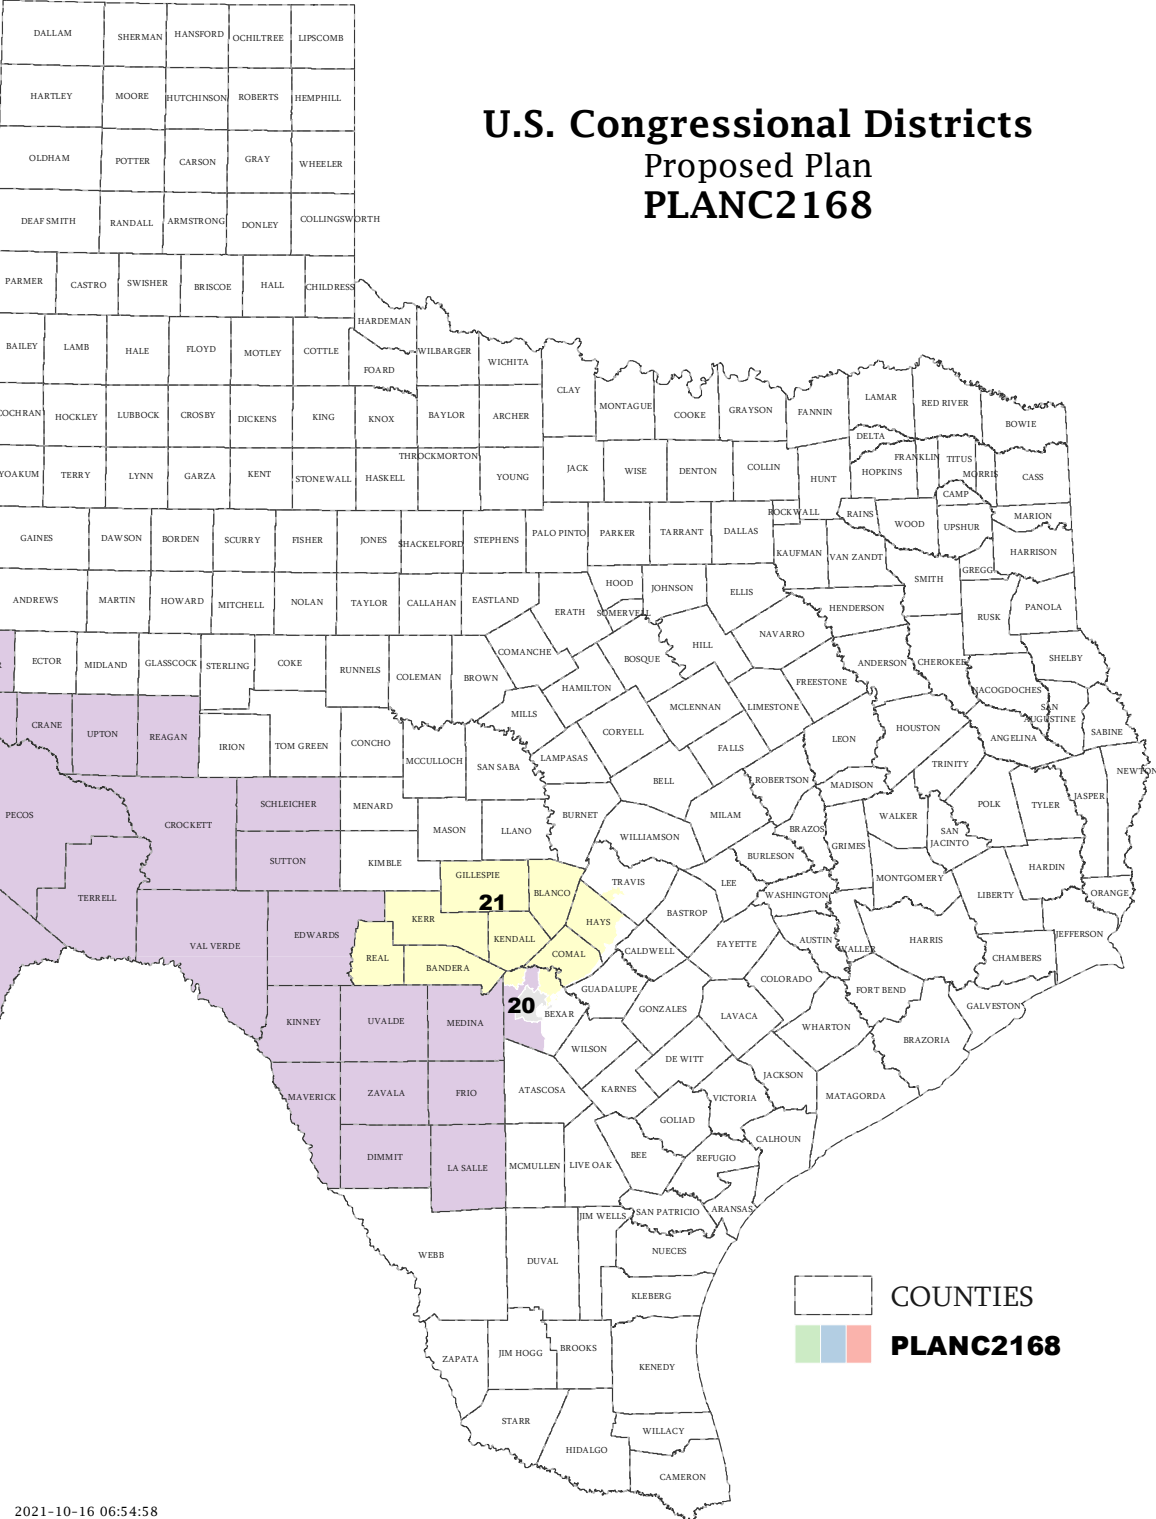 U.S. Congressional Districts
Proposed Plan
PLANC2168
DALLAM SHERMAN HANSFORD OCHILTREE LIPSCOMB
HARTLEY MOORE HUTCHINSON ROBERTS HEMPHILL
OLDHAM POTTER CARSON GRAY WHEELER
DEAF SMITH RANDALL ARMSTRONG DONLEY COLLINGSWORTH
PARMER CASTRO SWISHER BRISCOE HALL CHILDRESS
HARDEMAN
BAILEY LAMB HALE FLOYD MOTLEY COTTLE FOARD WILBARGER WICHITA
CLAY MONTAGUE COOKE GRAYSON FANNIN LAMAR RED RIVER BOWIE
OCHRAN HOCKLEY LUBBOCK CROSBY DICKENS KING KNOX BAYLOR ARCHER
DELTA FRANKLIN TITUS MORRIS CASS
YOAKUM TERRY LYNN GARZA KENT STONEWALL HASKELL THROCKMORTON YOUNG JACK WISE DENTON COLLIN HUNT HOPKINS
CAMP
ROCKWALL RAINS WOOD UPSHUR MARION
GAINES DAWSON BORDEN SCURRY FISHER JONES SHACKELFORD STEPHENS PALO PINTO PARKER TARRANT DALLAS KAUFMAN VAN ZANDT HARRISON
SMITH GREGG
ANDREWS MARTIN HOWARD MITCHELL NOLAN TAYLOR CALLAHAN EASTLAND ERATH HOOD SOMERVELL JOHNSON ELLIS HENDERSON RUSK PANOLA
R ECTOR MIDLAND GLASSCOCK STERLING COKE RUNNELS COLEMAN BROWN COMANCHE BOSQUE HILL NAVARRO ANDERSON CHEROKEE SHELBY
HAMILTON FREESTONE NACOGDOCHES
SAN
AUGUSTINE
CRANE UPTON REAGAN IRION TOM GREEN CONCHO MILLS CORYELL MCLENNAN LIMESTONE LEON HOUSTON ANGELINA SABINE
MCCULLOCH SAN SABA LAMPASAS FALLS TRINITY NEWTON
BELL ROBERTSON MADISON
PECOS CROCKETT SCHLEICHER MENARD MASON LLANO BURNET WILLIAMSON MILAM BRAZOS WALKER POLK TYLER JASPER
SAN
JACINTO
SUTTON KIMBLE GRIMES BURLESON HARDIN
GILLESPIE BLANCO TRAVIS LEE WASHINGTON MONTGOMERY LIBERTY ORANGE
21
TERRELL KERR HAYS BASTROP
VAL VERDE EDWARDS REAL KENDALL COMAL CALDWELL FAYETTE AUSTIN WALLER HARRIS JEFFERSON
BANDERA CHAMBERS
GUADALUPE COLORADO FORT BEND
20
KINNEY UVALDE MEDINA BEXAR GONZALES LAVACA WHARTON GALVESTON
WILSON DE WITT BRAZORIA
MAVERICK ZAVALA FRIO ATASCOSA KARNES VICTORIA JACKSON MATAGORDA
GOLIAD CALHOUN
DIMMIT LA SALLE MCMULLEN LIVE OAK BEE REFUGIO
JIM WELLS SAN PATRICIO ARANSAS
WEBB DUVAL NUECES
KLEBERG
ZAPATA JIM HOGG BROOKS KENEDY
STARR HIDALGO WILLACY
CAMERON
COUNTIES
PLANC2168
2021-10-16 06:54:58